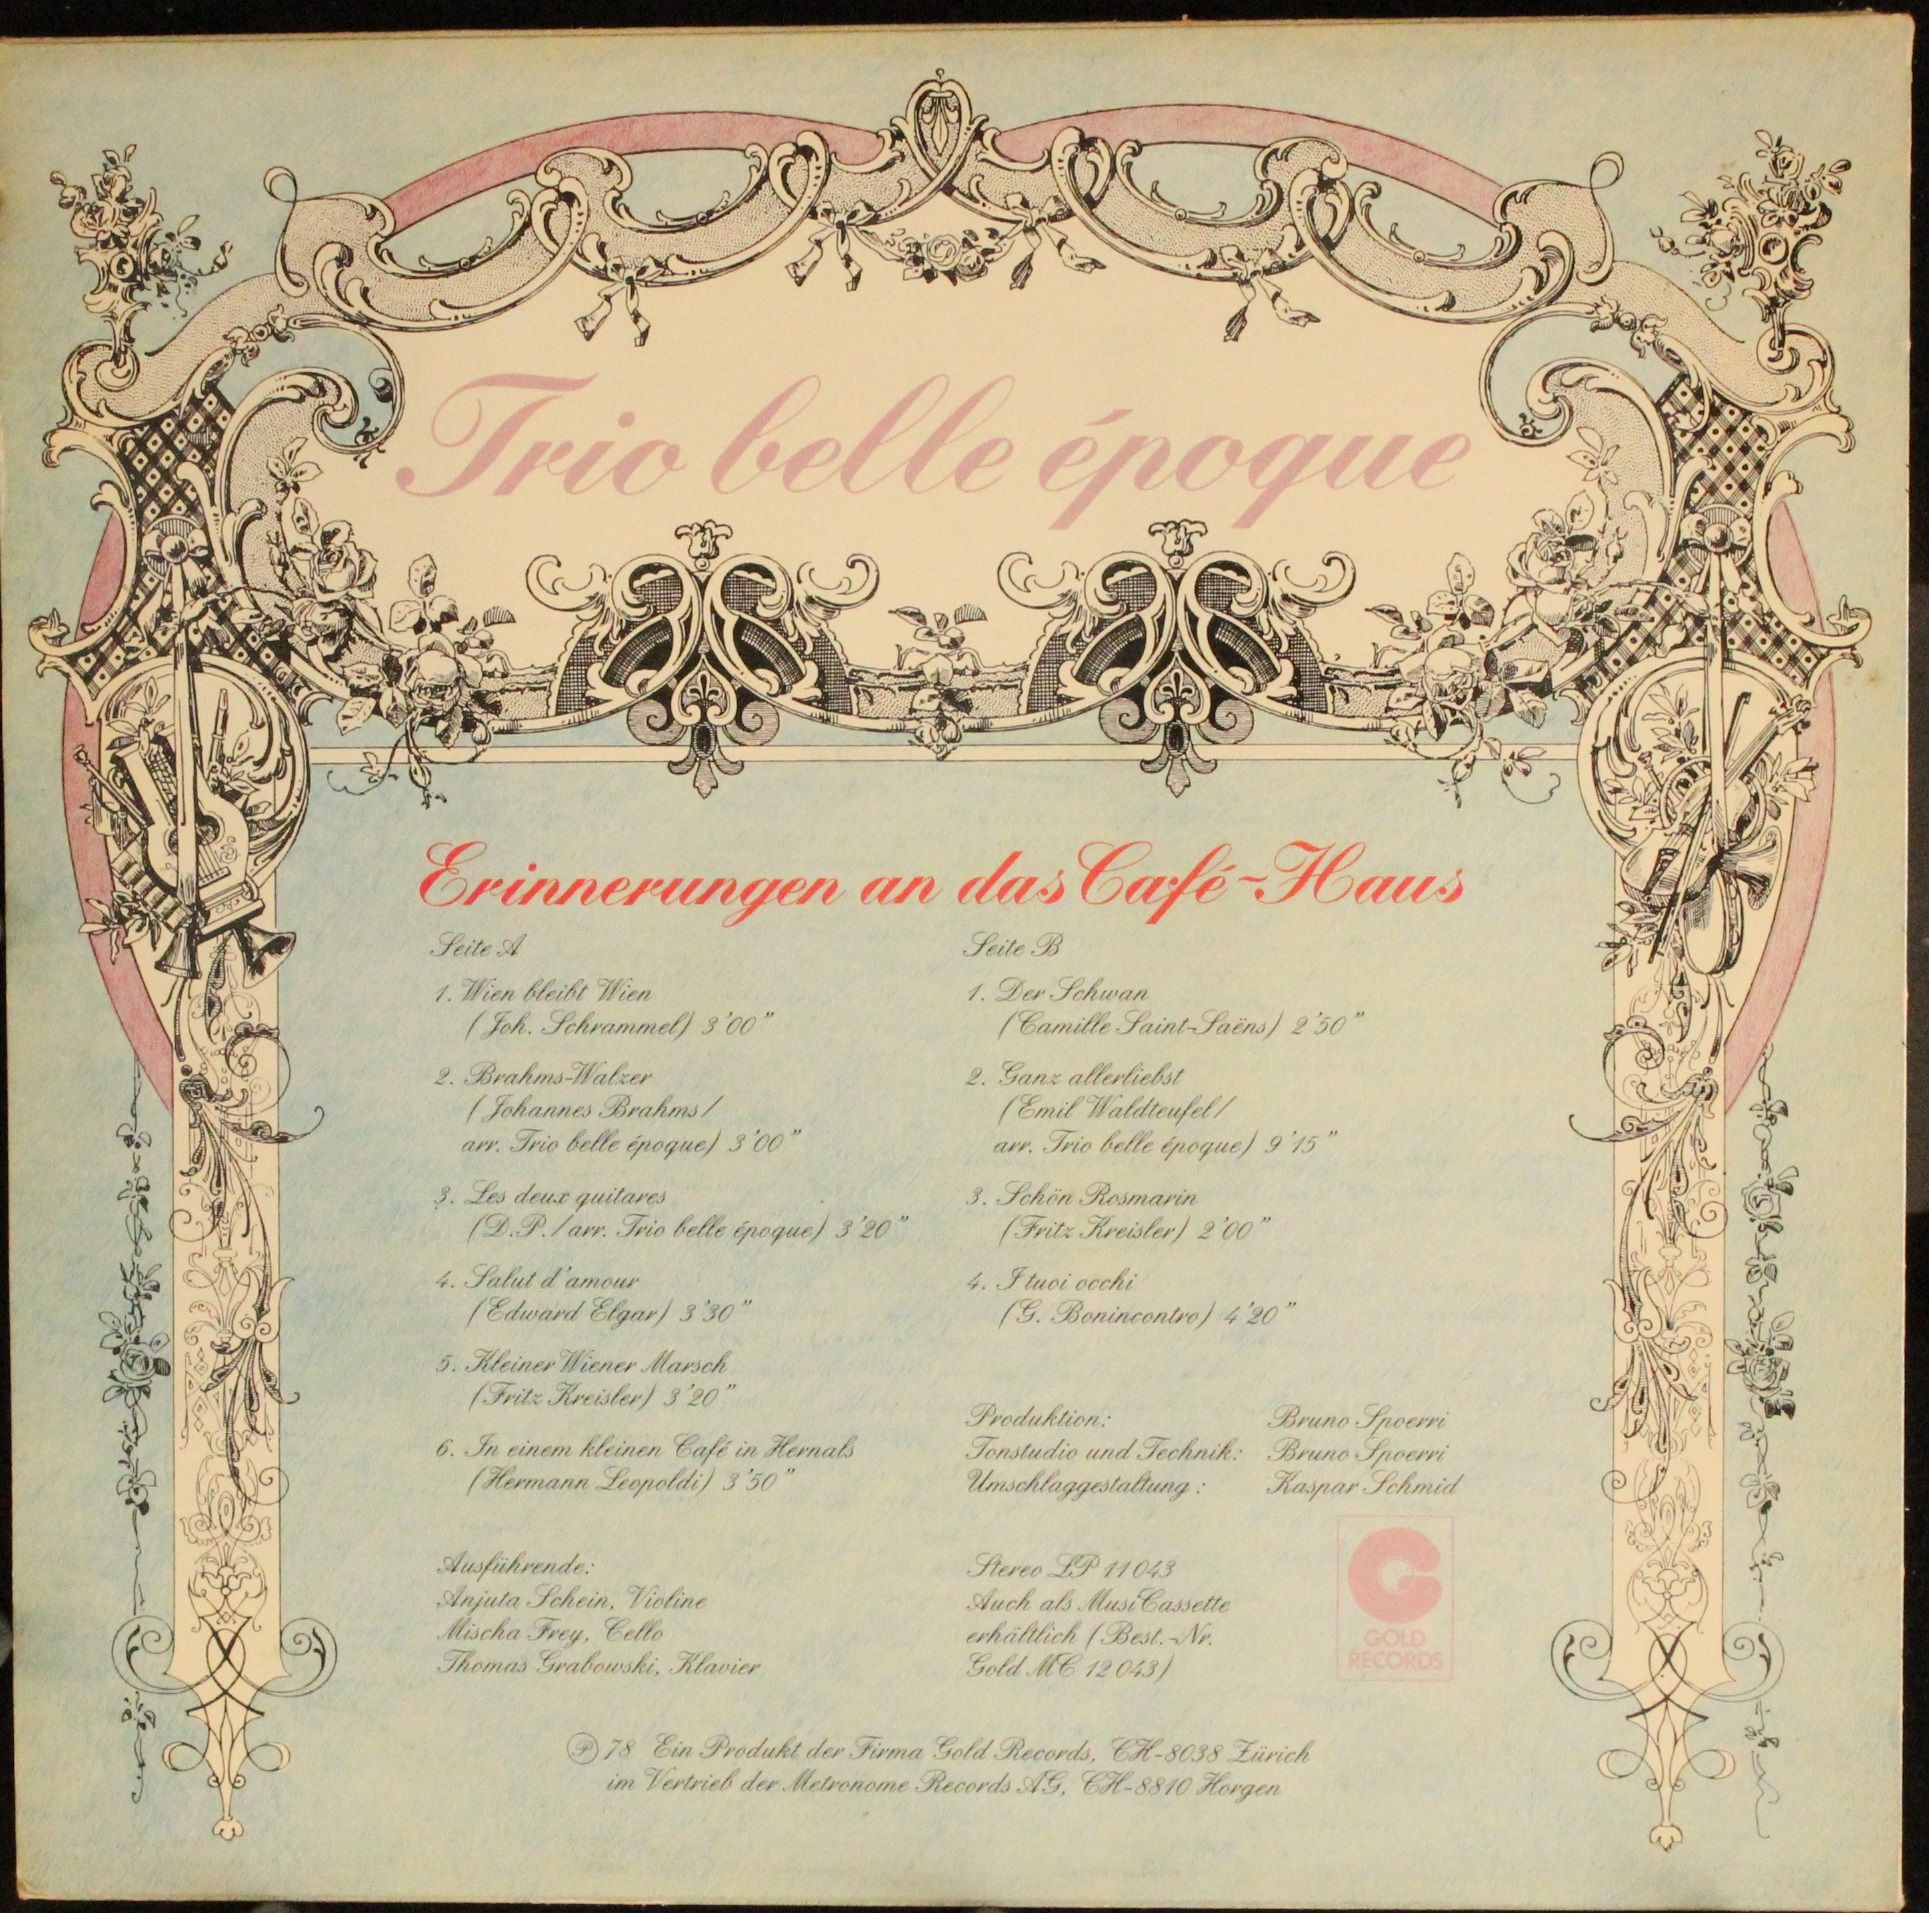 Trio belle époque
Erinnerungen an das Café-Haus
Seite A
1. Wien bleibt Wien
(Joh. Schrammel) 3'00"
2. Brahms-Walzer
(Johannes Brahms/
arr. Trio belle époque) 3'00"
3. Les deux guitares
(D.P./arr. Trio belle époque) 3'20"
4. Salut d'amour
(Edward Elgar) 3'30"
5. Kleiner Wiener Marsch
(Fritz Kreisler) 3'20"
6. In einem kleinen Café in Hernals
(Hermann Leopoldi) 3'50"
Seite B
1. Der Schwan
(Camille Saint-Saëns) 2'50"
2. Ganz allerliebst
(Emil Waldteufel/
arr. Trio belle époque) 9'15"
3. Schön Rosmarin
(Fritz Kreisler) 2'00"
4. I tuoi occhi
(G. Bonincontro) 4'20"
Produktion: Bruno Spoerri
Tonstudio und Technik: Bruno Spoerri
Umschlaggestaltung: Kaspar Schmid
Ausführende:
Anjuta Schein, Violine
Mischa Frey, Cello
Thomas Grabowski, Klavier
Stereo LP 11043
Auch als MusiCassette
erhältlich (Best.-Nr.
Gold MC 12043)
GOLD
RECORDS
℗ 78 Ein Produkt der Firma Gold Records, CH-8038 Zürich
im Vertrieb der Metronome Records AG, CH-8810 Horgen